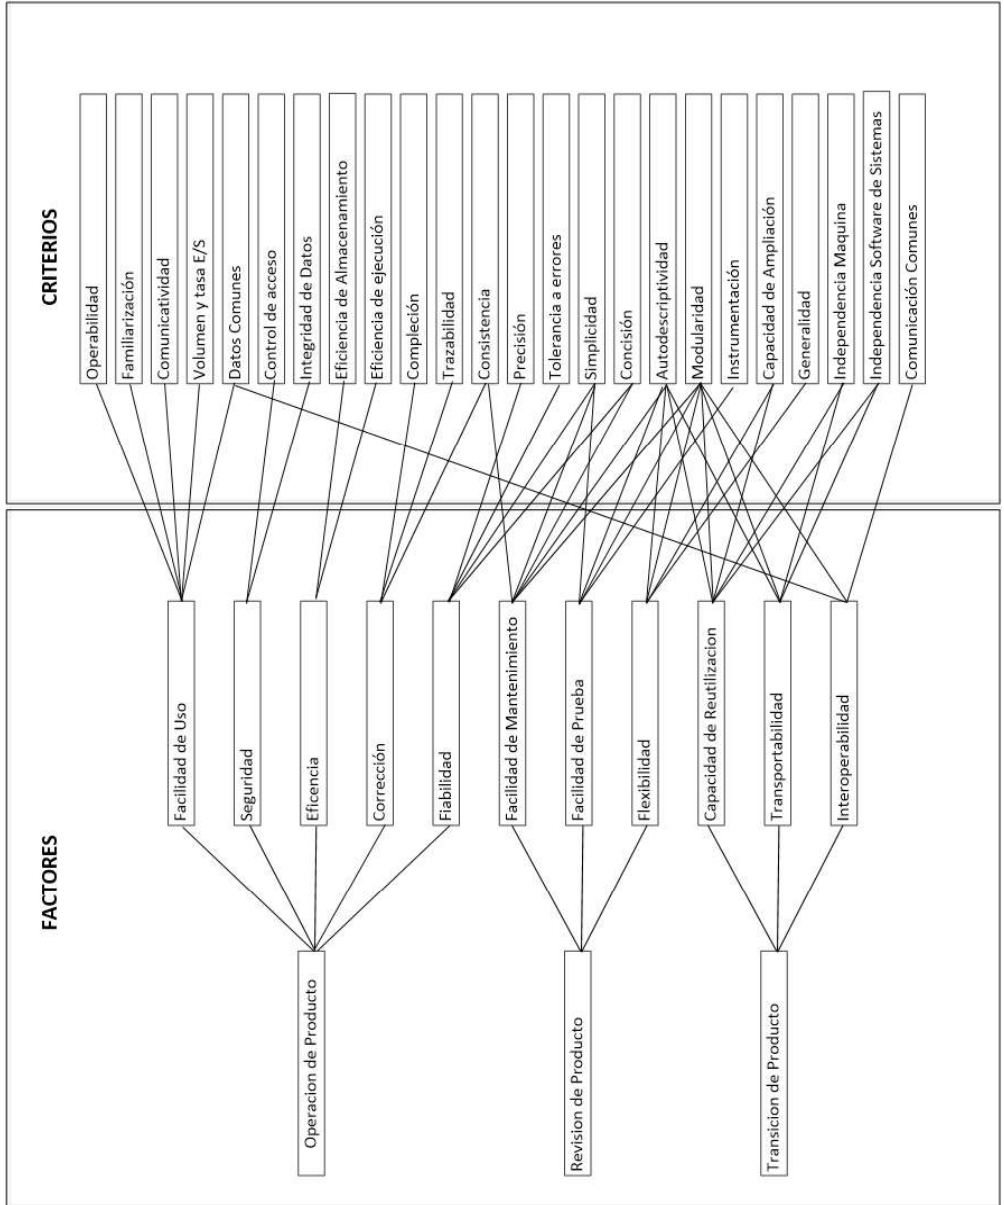 FACTORES
CRITERIOS
Operacion de Producto
Revision de Producto
Transicion de Producto
Facilidad de Uso
Seguridad
Eficencia
Corrección
Fiabilidad
Facilidad de Mantenimiento
Facilidad de Prueba
Flexibilidad
Capacidad de Reutilizacion
Transportabilidad
Interoperabilidad
Operabilidad
Familiarización
Comunicatividad
Volumen y tasa E/S
Datos Comunes
Control de acceso
Integridad de Datos
Eficiencia de Almacenamiento
Eficiencia de ejecución
Compleción
Trazabilidad
Consistencia
Precisión
Tolerancia a errores
Simplicidad
Concisión
Autodescriptividad
Modularidad
Instrumentación
Capacidad de Ampliación
Generalidad
Independencia Maquina
Independencia Software de Sistemas
Comunicación Comunes